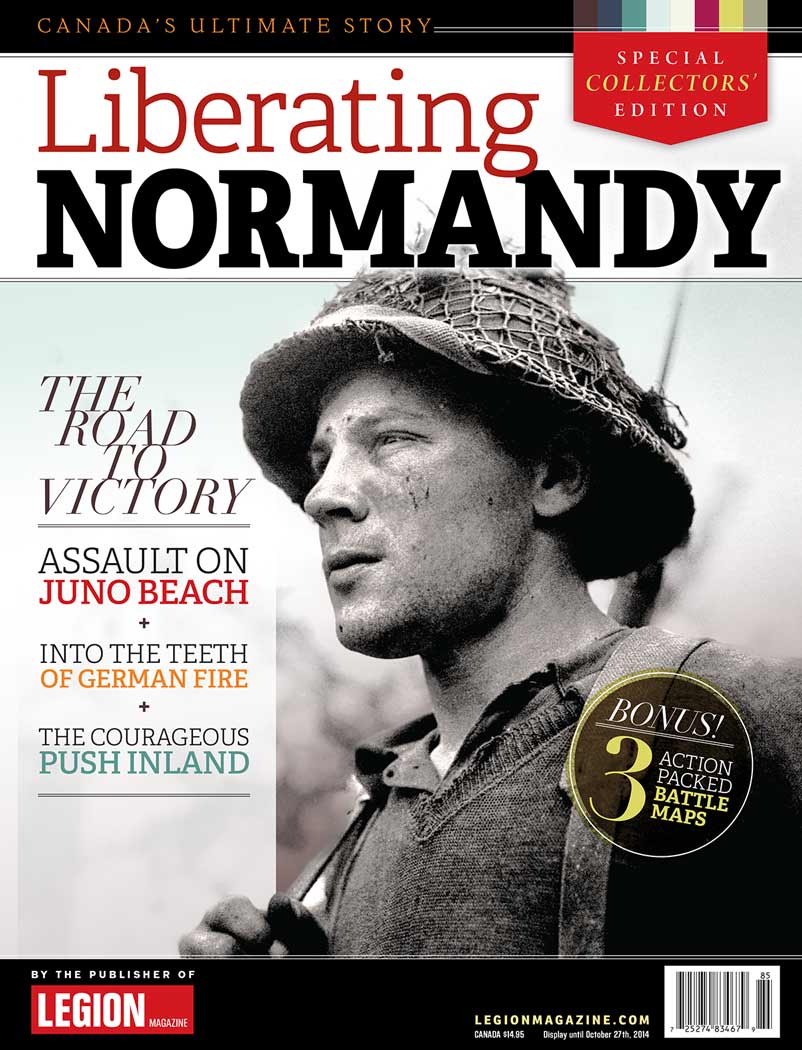 CANADA'S ULTIMATE STORY
SPECIAL
COLLECTORS'
EDITION
Liberating
NORMANDY
THE
ROAD
TO
VICTORY
ASSAULT ON
JUNO BEACH
+
INTO THE TEETH
OF GERMAN FIRE
+
THE COURAGEOUS
PUSH INLAND
BONUS!
3
ACTION
PACKED
BATTLE
MAPS
BY THE PUBLISHER OF
LEGION MAGAZINE
LEGIONMAGAZINE.COM
CANADA $14.95 Display until October 27th, 2014
85
7 25274 83467 9